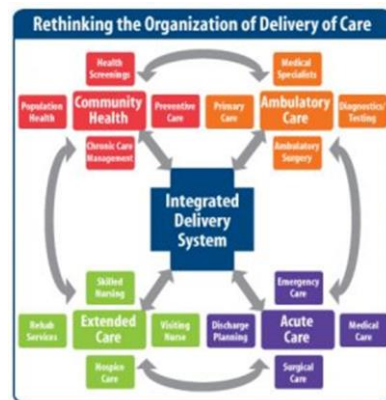 Rethinking the Organization of Delivery of Care
Health
Screenings
Medical
Specialists
Population
Health
Community
Health
Preventive
Care
Primary
Care
Ambulatory
Care
Diagnostics/
Testing
Chronic Care
Management
Ambulatory
Surgery
Integrated
Delivery
System
Skilled
Nursing
Emergency
Care
Rehab
Services
Extended
Care
Visiting
Nurse
Discharge
Planning
Acute
Care
Medical
Care
Hospice
Care
Surgical
Care